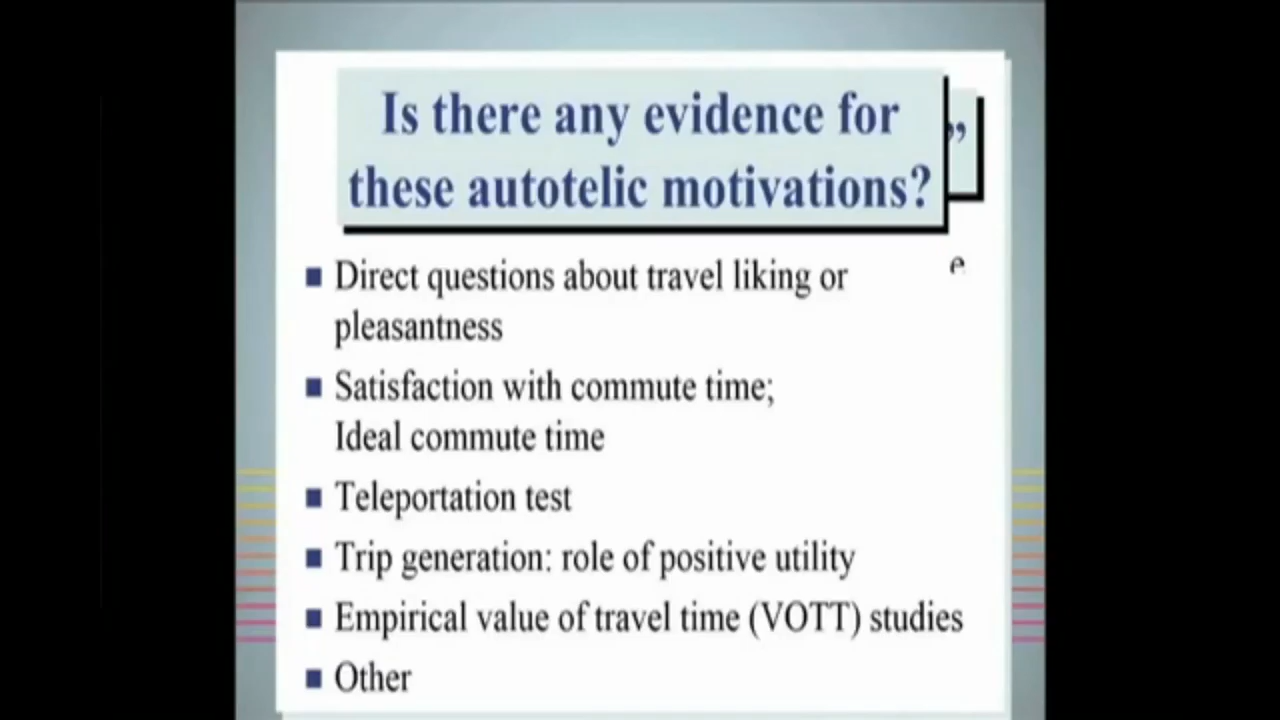 Is there any evidence for
these autotelic motivations?
”
e
■ Direct questions about travel liking or
pleasantness
■ Satisfaction with commute time;
Ideal commute time
■ Teleportation test
■ Trip generation: role of positive utility
■ Empirical value of travel time (VOTT) studies
■ Other